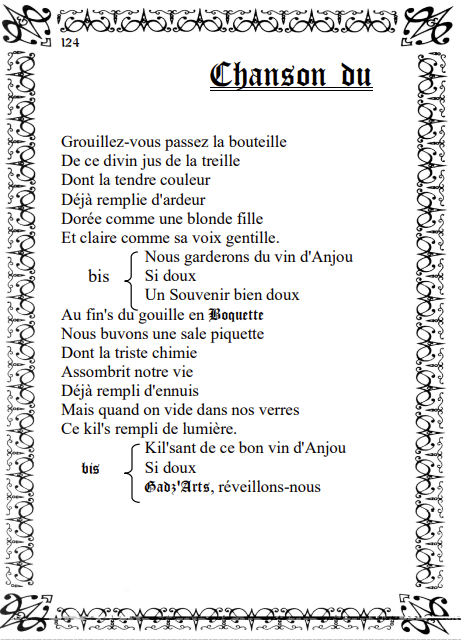 124
Chanson du
Grouillez-vous passez la bouteille
De ce divin jus de la treille
Dont la tendre couleur
Déjà remplie d'ardeur
Dorée comme une blonde fille
Et claire comme sa voix gentille.
Nous garderons du vin d'Anjou
bis Si doux
Un Souvenir bien doux
Au fin's du gouille en Boquette
Nous buvons une sale piquette
Dont la triste chimie
Assombrit notre vie
Déjà rempli d'ennuis
Mais quand on vide dans nos verres
Ce kil's rempli de lumière.
Kil'sant de ce bon vin d'Anjou
bis Si doux
Gadz'Arts, réveillons-nous